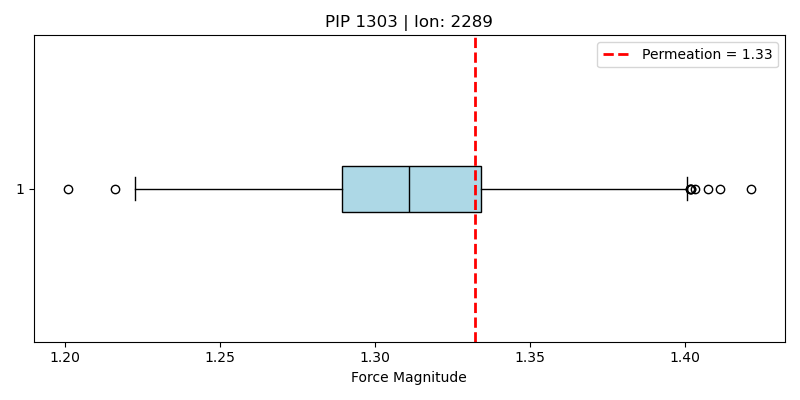 PIP 1303 | Ion: 2289
Permeation = 1.33
1
1.20 1.25 1.30 1.35 1.40
Force Magnitude